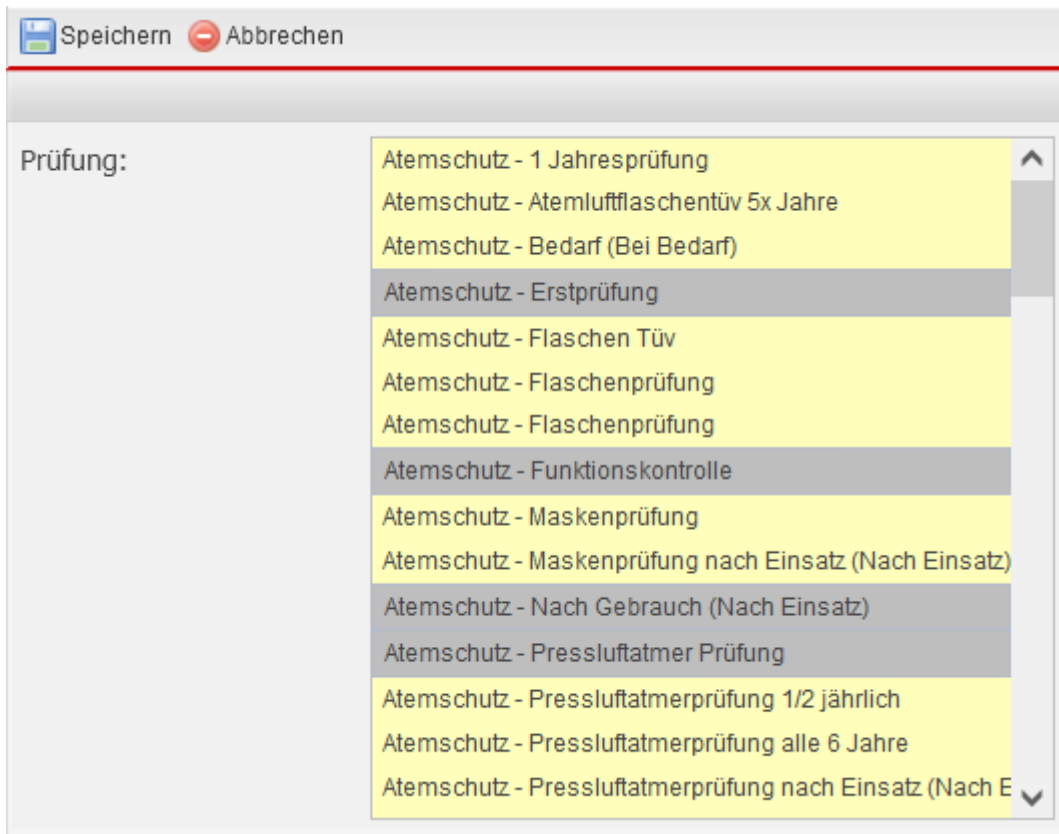 Speichern Abbrechen
Prüfung:
Atemschutz - 1 Jahresprüfung
Atemschutz - Atemluftflaschentüv 5x Jahre
Atemschutz - Bedarf (Bei Bedarf)
Atemschutz - Erstprüfung
Atemschutz - Flaschen Tüv
Atemschutz - Flaschenprüfung
Atemschutz - Flaschenprüfung
Atemschutz - Funktionskontrolle
Atemschutz - Maskenprüfung
Atemschutz - Maskenprüfung nach Einsatz (Nach Einsatz)
Atemschutz - Nach Gebrauch (Nach Einsatz)
Atemschutz - Pressluftatmer Prüfung
Atemschutz - Pressluftatmerprüfung 1/2 jährlich
Atemschutz - Pressluftatmerprüfung alle 6 Jahre
Atemschutz - Pressluftatmerprüfung nach Einsatz (Nach E